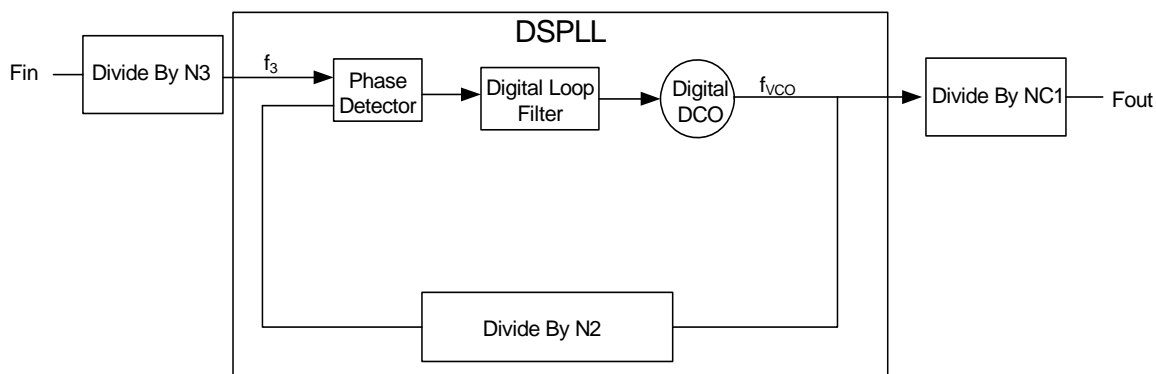 DSPLL
Fin
Divide By N3
f3
Phase
Detector
Digital Loop
Filter
Digital
DCO
fVCO
Divide By NC1
Fout
Divide By N2